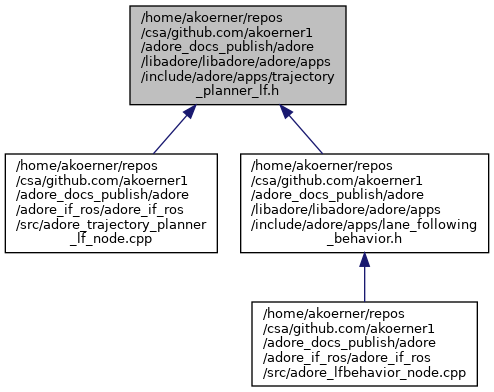 /home/akoerner/repos
/csa/github.com/akoerner1
/adore_docs_publish/adore
/libadore/libadore/adore/apps
/include/adore/apps/trajectory
_planner_lf.h
/home/akoerner/repos
/csa/github.com/akoerner1
/adore_docs_publish/adore
/adore_if_ros/adore_if_ros
/src/adore_trajectory_planner
_lf_node.cpp
/home/akoerner/repos
/csa/github.com/akoerner1
/adore_docs_publish/adore
/libadore/libadore/adore/apps
/include/adore/apps/lane_following
_behavior.h
/home/akoerner/repos
/csa/github.com/akoerner1
/adore_docs_publish/adore
/adore_if_ros/adore_if_ros
/src/adore_lfbehavior_node.cpp